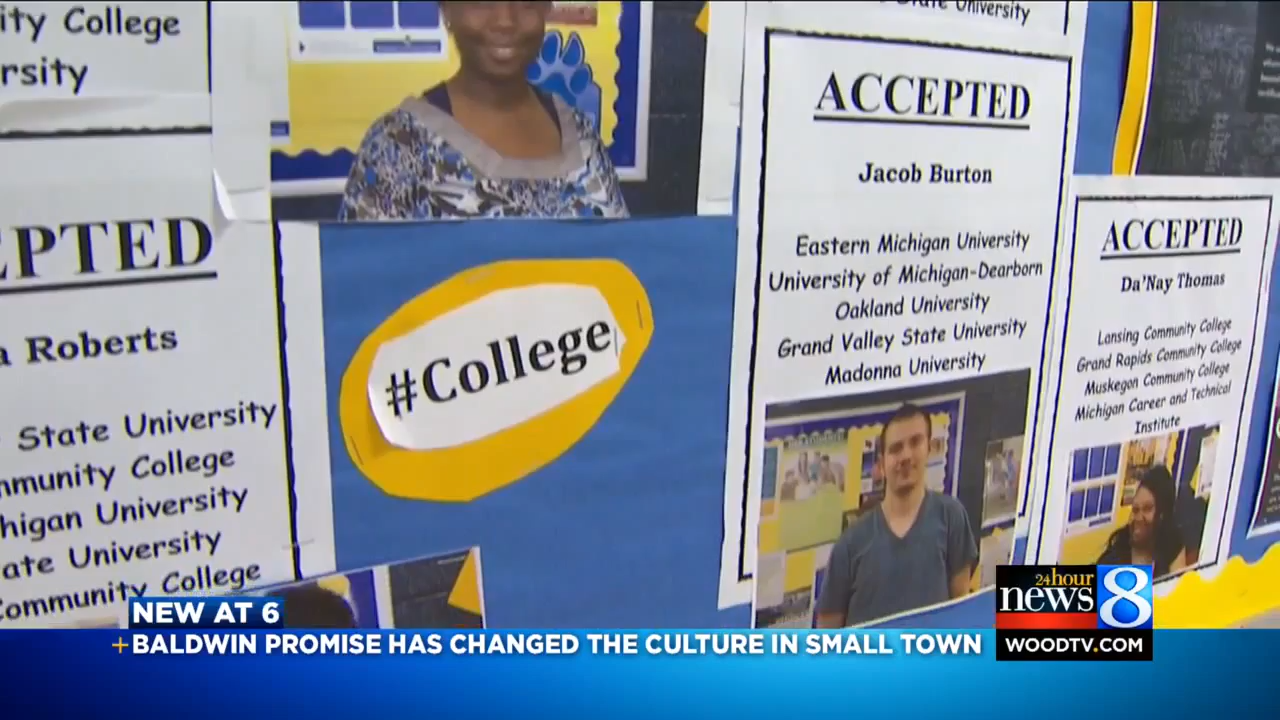 ity College
rsity
State University
ACCEPTED
Jacob Burton
Eastern Michigan University
University of Michigan-Dearborn
Oakland University
Grand Valley State University
Madonna University
EPTED
a Roberts
State University
mmunity College
higan University
ate University
Community College
#College
ACCEPTED
Da'Nay Thomas
Lansing Community College
Grand Rapids Community College
Muskegon Community College
Michigan Career and Technical
Institute
NEW AT 6
+BALDWIN PROMISE HAS CHANGED THE CULTURE IN SMALL TOWN
24hour
news 8
WOODTV.COM